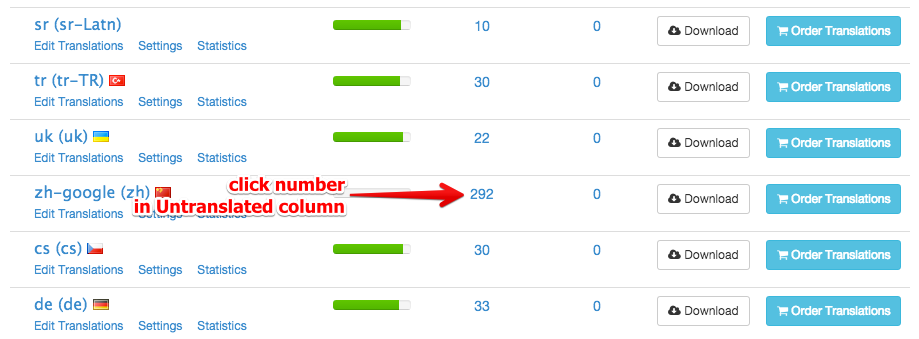 sr (sr-Latn) 10 0 Download Order Translations
Edit Translations Settings Statistics
tr (tr-TR) 30 0 Download Order Translations
Edit Translations Settings Statistics
uk (uk) 22 0 Download Order Translations
Edit Translations Settings Statistics
zh-google (zh) click number 292 0 Download Order Translations
in Untranslated column
Edit Translations Settings Statistics
cs (cs) 30 0 Download Order Translations
Edit Translations Settings Statistics
de (de) 33 0 Download Order Translations
Edit Translations Settings Statistics